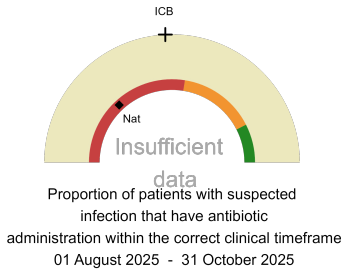 ICB
Nat
Insufficient
data
Proportion of patients with suspected
infection that have antibiotic
administration within the correct clinical timeframe
01 August 2025 - 31 October 2025